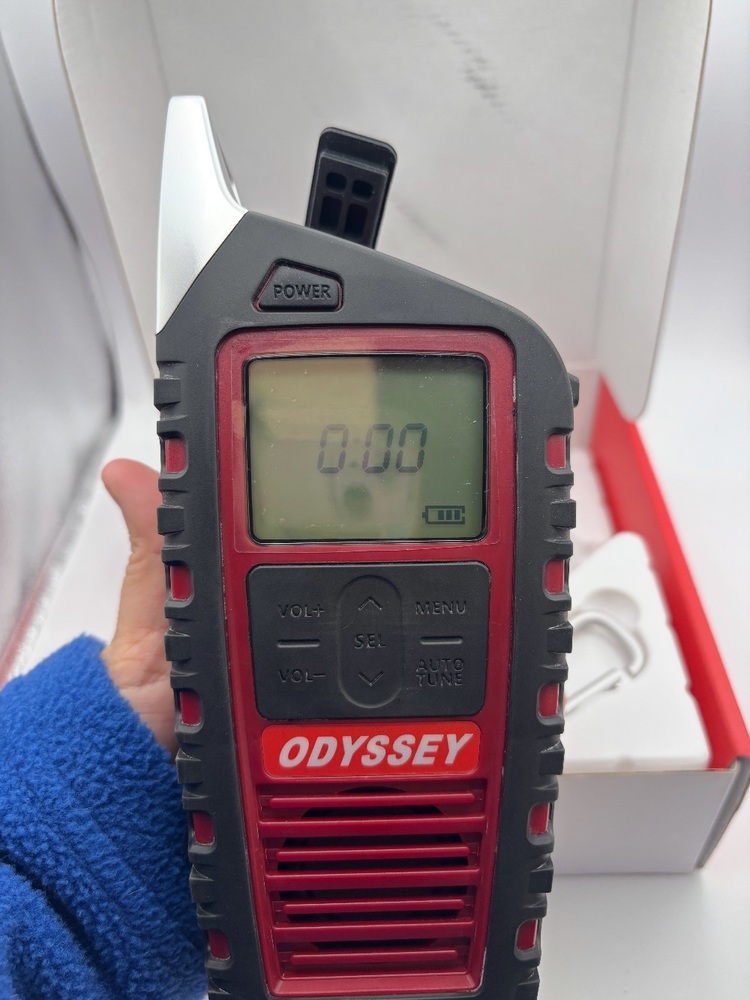 POWER
0:00
VOL+ MENU
SEL
VOL− AUTO TUNE
ODYSSEY